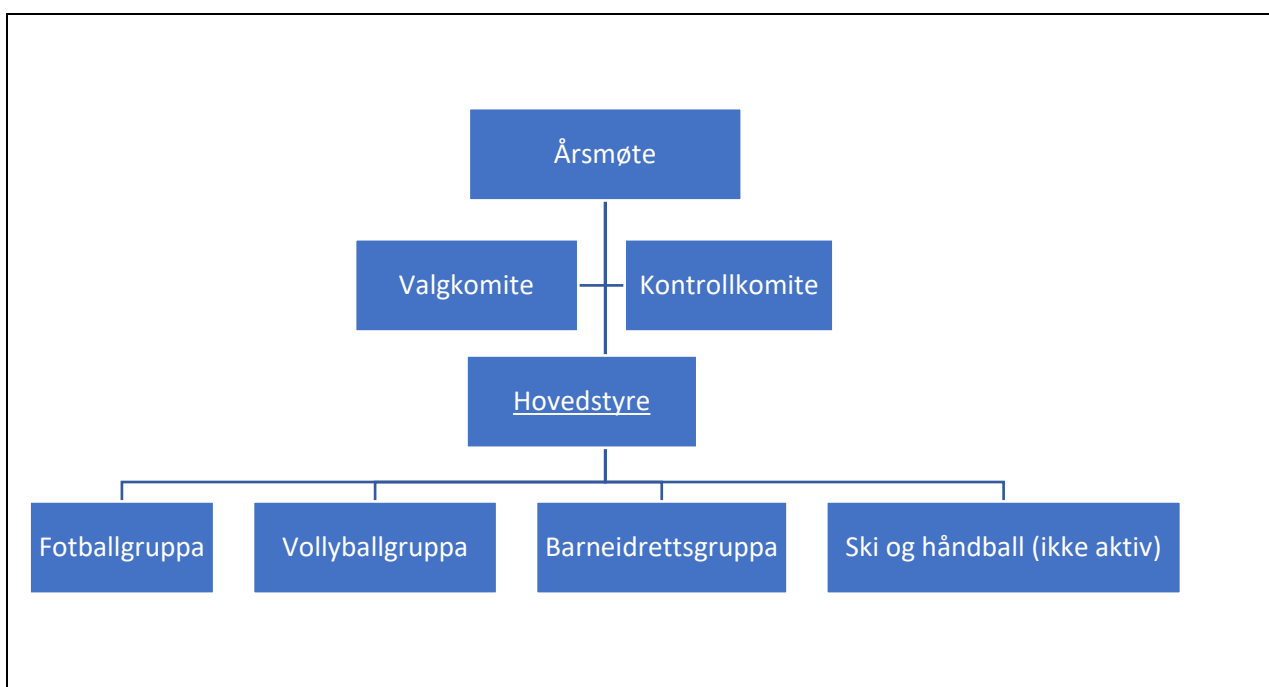 Årsmøte
Valgkomite
Kontrollkomite
Hovedstyre
Fotballgruppa
Vollyballgruppa
Barneidrettsgruppa
Ski og håndball (ikke aktiv)